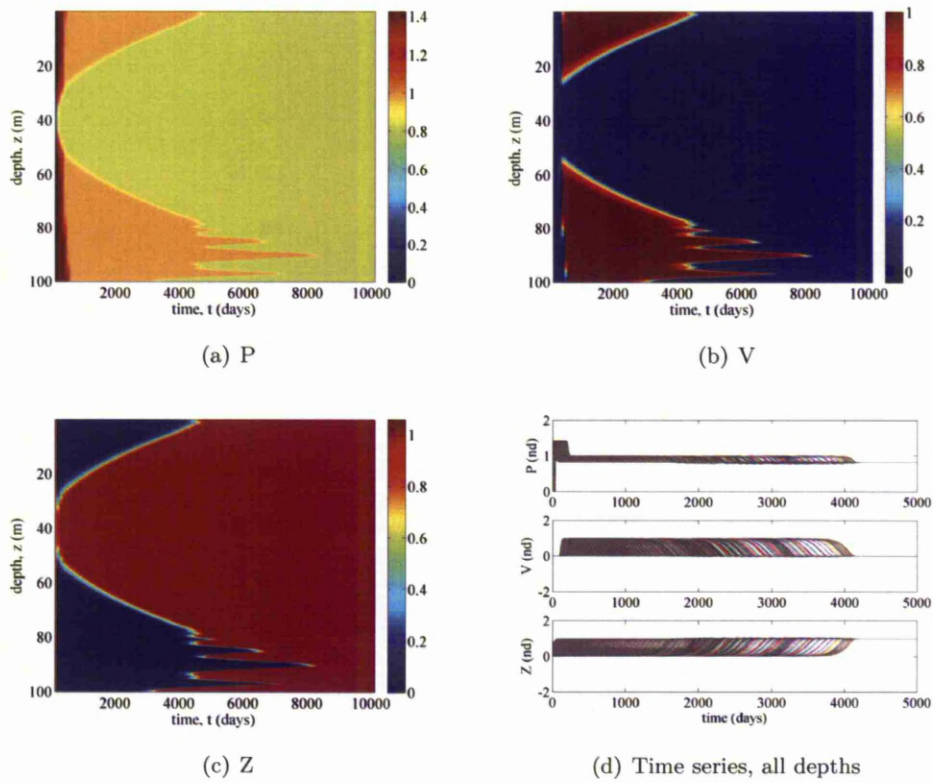 1.4
1.2
1
0.8
0.6
0.4
0.2
0
20
40
60
80
100
depth, z (m)
2000 4000 6000 8000 10000
time, t (days)
(a) P
1
0.8
0.6
0.4
0.2
0
20
40
60
80
100
depth, z (m)
2000 4000 6000 8000 10000
time, t (days)
(b) V
1
0.8
0.6
0.4
0.2
0
20
40
60
80
100
depth, z (m)
2000 4000 6000 8000 10000
time, t (days)
(c) Z
2
1
0
P (nd)
0 1000 2000 3000 4000 5000
2
0
-2
V (nd)
0 1000 2000 3000 4000 5000
2
0
-2
Z (nd)
0 1000 2000 3000 4000 5000
time (days)
(d) Time series, all depths